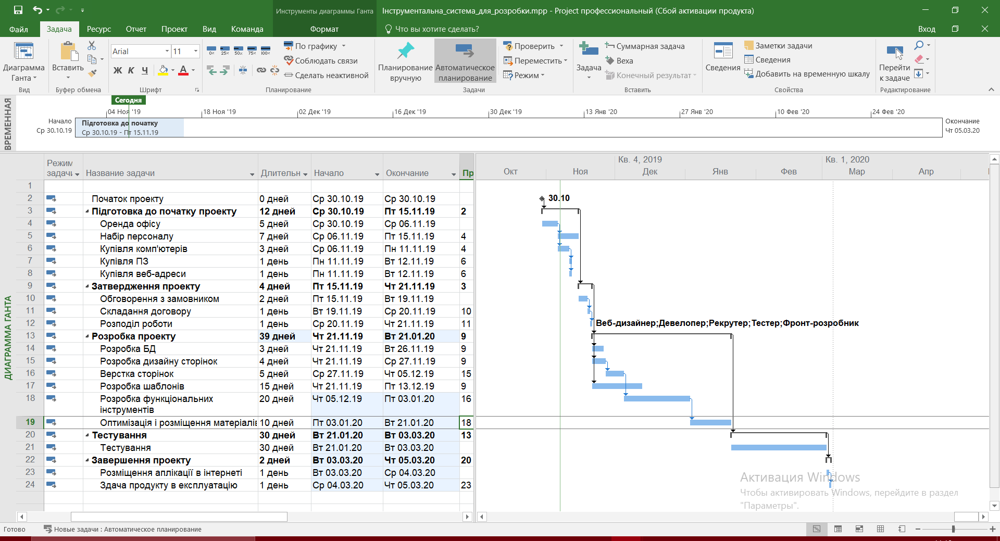 Инструменты диаграммы Ганта
Інструментальна_система_для_розробки.mpp - Project профессиональный (Сбой активации продукта)
Файл Задача Ресурс Отчет Проект Вид Команда Формат Что вы хотите сделать? Вход
Диаграмма Ганта
Вид
Вставить
Буфер обмена
Arial 11
Ж К Ч А
Шрифт
0% 25% 50% 75% 100%
По графику
Соблюдать связи
Сделать неактивной
Планирование
Планирование вручную
Автоматическое планирование
Проверить
Переместить
Режим
Задачи
Задача
Суммарная задача
Веха
Конечный результат
Вставить
Сведения
Заметки задачи
Сведения
Добавить на временную шкалу
Свойства
Перейти к задаче
Редактирование
ВРЕМЕННАЯ
Сегодня
04 Ноя '19 18 Ноя '19 02 Дек '19 16 Дек '19 30 Дек '19 13 Янв '20 27 Янв '20 10 Фев '20 24 Фев '20
Начало
Ср 30.10.19
Підготовка до початку
Ср 30.10.19 - Пт 15.11.19
Окончание
Чт 05.03.20
ДИАГРАММА ГАНТА
Режим задачи Название задачи Длительн Начало Окончание Пр
Кв. 4, 2019 Кв. 1, 2020
Окт Ноя Дек Янв Фев Мар Апр
1
2 Початок проекту 0 дней Ср 30.10.19 Ср 30.10.19
3 Підготовка до початку проекту 12 дней Ср 30.10.19 Пт 15.11.19 2
4 Оренда офісу 5 дней Ср 30.10.19 Ср 06.11.19
5 Набір персоналу 7 дней Ср 06.11.19 Пт 15.11.19 4
6 Купівля комп'ютерів 3 дней Ср 06.11.19 Пн 11.11.19 4
7 Купівля ПЗ 1 день Пн 11.11.19 Вт 12.11.19 6
8 Купівля веб-адреси 1 день Пн 11.11.19 Вт 12.11.19 6
9 Затвердження проекту 4 дней Пт 15.11.19 Чт 21.11.19 3
10 Обговорення з замовником 2 дней Пт 15.11.19 Вт 19.11.19
11 Складання договору 1 день Вт 19.11.19 Ср 20.11.19 10
12 Розподіл роботи 1 день Ср 20.11.19 Чт 21.11.19 11
13 Розробка проекту 39 дней Чт 21.11.19 Вт 21.01.20 9
14 Розробка БД 3 дней Чт 21.11.19 Вт 26.11.19 9
15 Розробка дизайну сторінок 4 дней Чт 21.11.19 Ср 27.11.19 9
16 Верстка сторінок 5 дней Ср 27.11.19 Чт 05.12.19 15
17 Розробка шаблонів 15 дней Чт 21.11.19 Пт 13.12.19 9
18 Розробка функціональних інструментів 20 дней Чт 05.12.19 Пт 03.01.20 16
19 Оптимізація і розміщення матеріалів 10 дней Пт 03.01.20 Вт 21.01.20 18
20 Тестування 30 дней Вт 21.01.20 Вт 03.03.20 13
21 Тестування 30 дней Вт 21.01.20 Вт 03.03.20
22 Завершення проекту 2 дней Вт 03.03.20 Чт 05.03.20 20
23 Розміщення аплікації в інтернеті 1 день Вт 03.03.20 Ср 04.03.20
24 Здача продукту в експлуатацію 1 день Ср 04.03.20 Чт 05.03.20 23
30.10
Веб-дизайнер;Девелопер;Рекрутер;Тестер;Фронт-розробник
Активация Windows
Чтобы активировать Windows, перейдите в раздел
"Параметры".
Готово Новые задачи : Автоматическое планирование